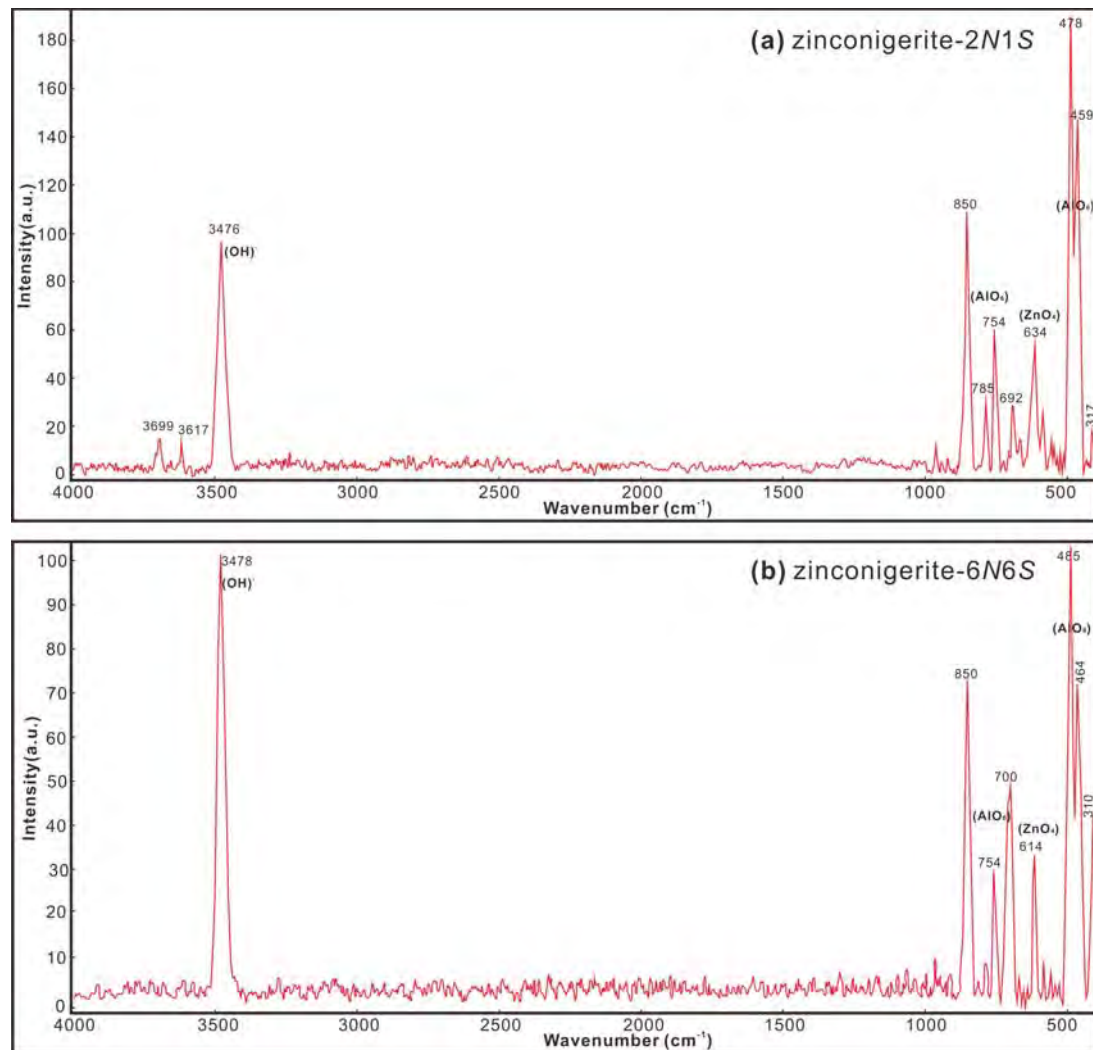 (a) zinconigerite-2N1S
Intensity(a.u.)
180
160
140
120
100
80
60
40
20
0
3699
3617
3476
(OH)
850
785
(AlO₄)
754
692
(ZnO₄)
634
478
459
(AlO₆)
317
4000 3500 3000 2500 2000 1500 1000 500
Wavenumber (cm⁻¹)
(b) zinconigerite-6N6S
Intensity(a.u.)
100
90
80
70
60
50
40
30
20
10
0
3478
(OH)
850
(AlO₆)
754
700
(ZnO₄)
614
485
(AlO₆)
464
310
4000 3500 3000 2500 2000 1500 1000 500
Wavenumber (cm⁻¹)